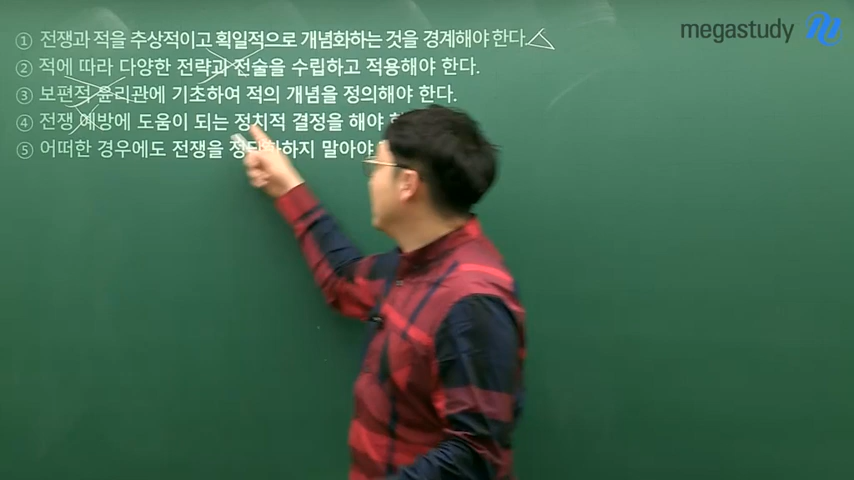 megastudy
① 전쟁과 적을 추상적이고 획일적으로 개념화하는 것을 경계해야 한다.
② 적에 따라 다양한 전략과 전술을 수립하고 적용해야 한다.
③ 보편적 윤리관에 기초하여 적의 개념을 정의해야 한다.
④ 전쟁 예방에 도움이 되는 정치적 결정을 해야
⑤ 어떠한 경우에도 전쟁을 정당화하지 말아야